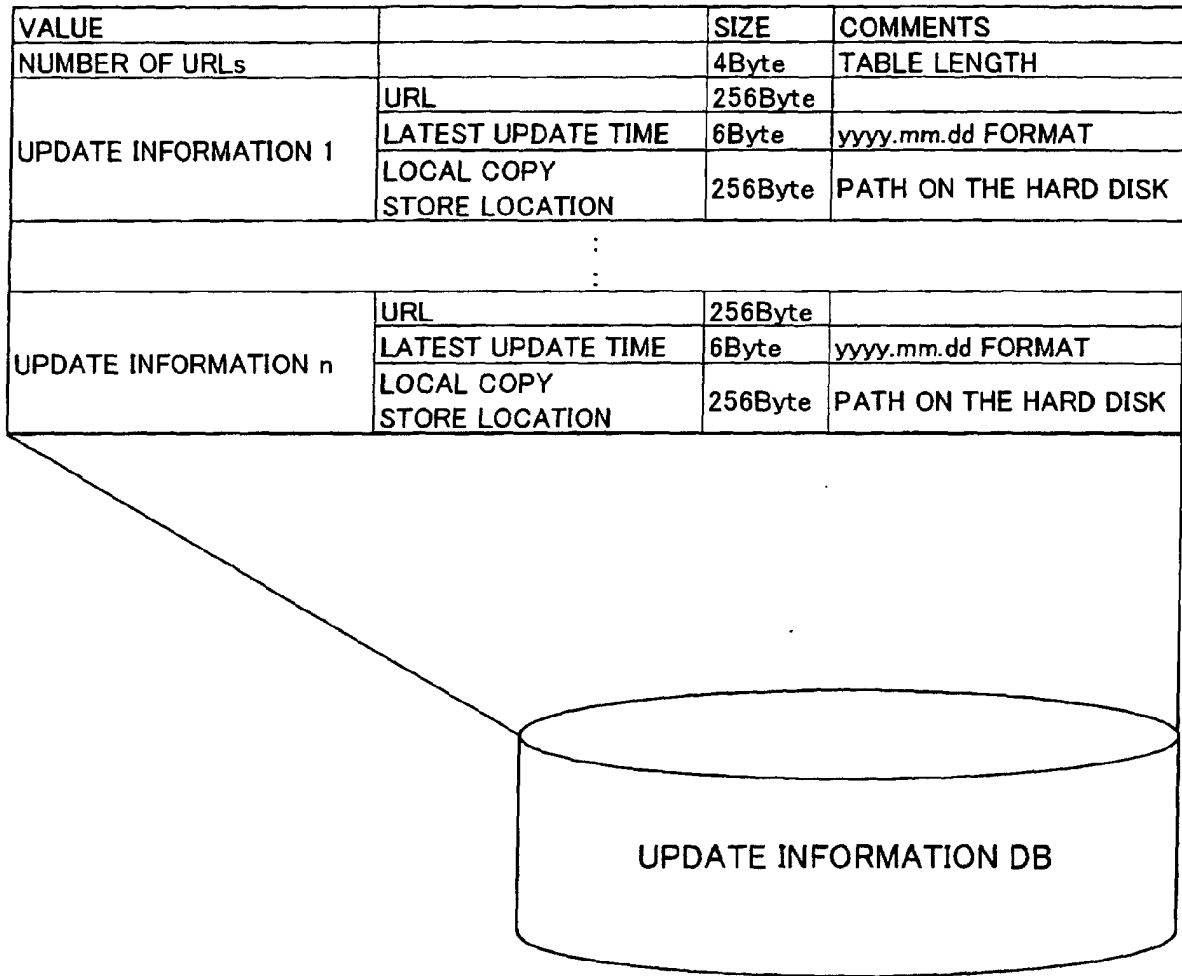 VALUE SIZE COMMENTS
NUMBER OF URLs 4Byte TABLE LENGTH
UPDATE INFORMATION 1
URL 256Byte
LATEST UPDATE TIME 6Byte yyyy.mm.dd FORMAT
LOCAL COPY
STORE LOCATION
256Byte PATH ON THE HARD DISK
:
:
UPDATE INFORMATION n
URL 256Byte
LATEST UPDATE TIME 6Byte yyyy.mm.dd FORMAT
LOCAL COPY
STORE LOCATION
256Byte PATH ON THE HARD DISK
UPDATE INFORMATION DB